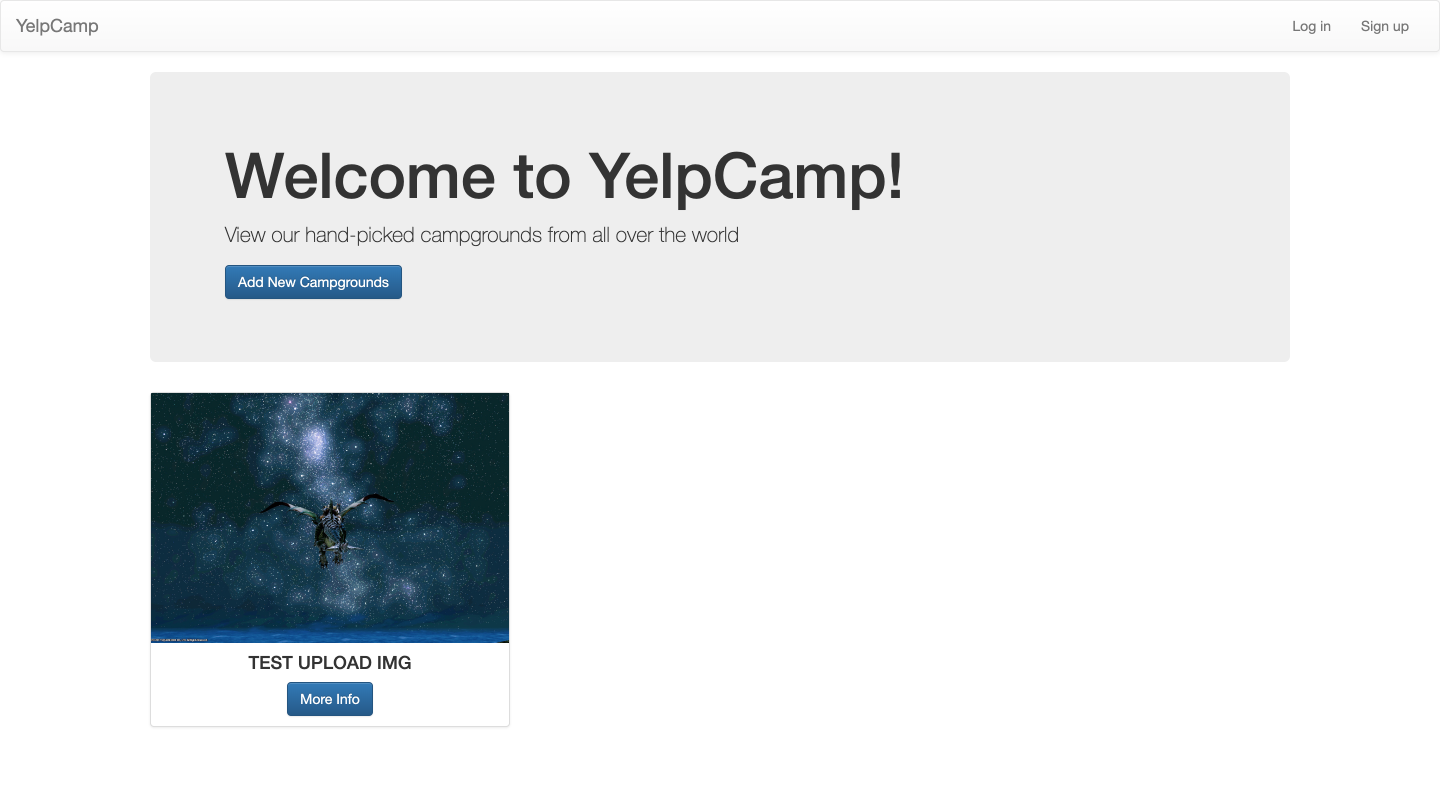 YelpCamp
Log in
Sign up
Welcome to YelpCamp!
View our hand-picked campgrounds from all over the world
Add New Campgrounds
TEST UPLOAD IMG
More Info